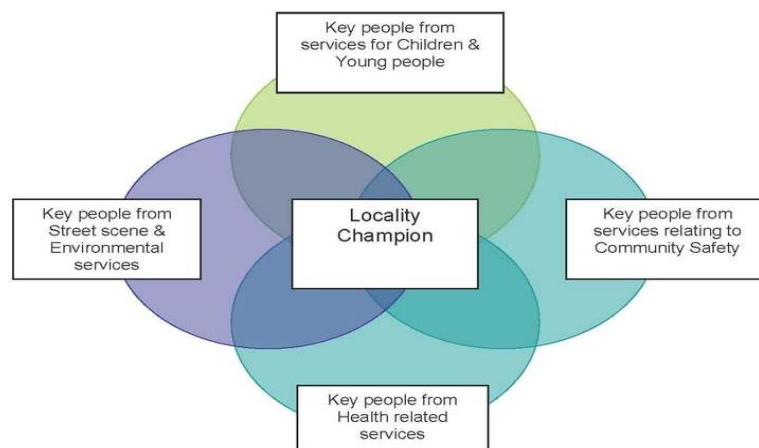 Key people from
services for Children &
Young people
Key people from
Street scene &
Environmental
services
Locality
Champion
Key people from
services relating to
Community Safety
Key people from
Health related
services